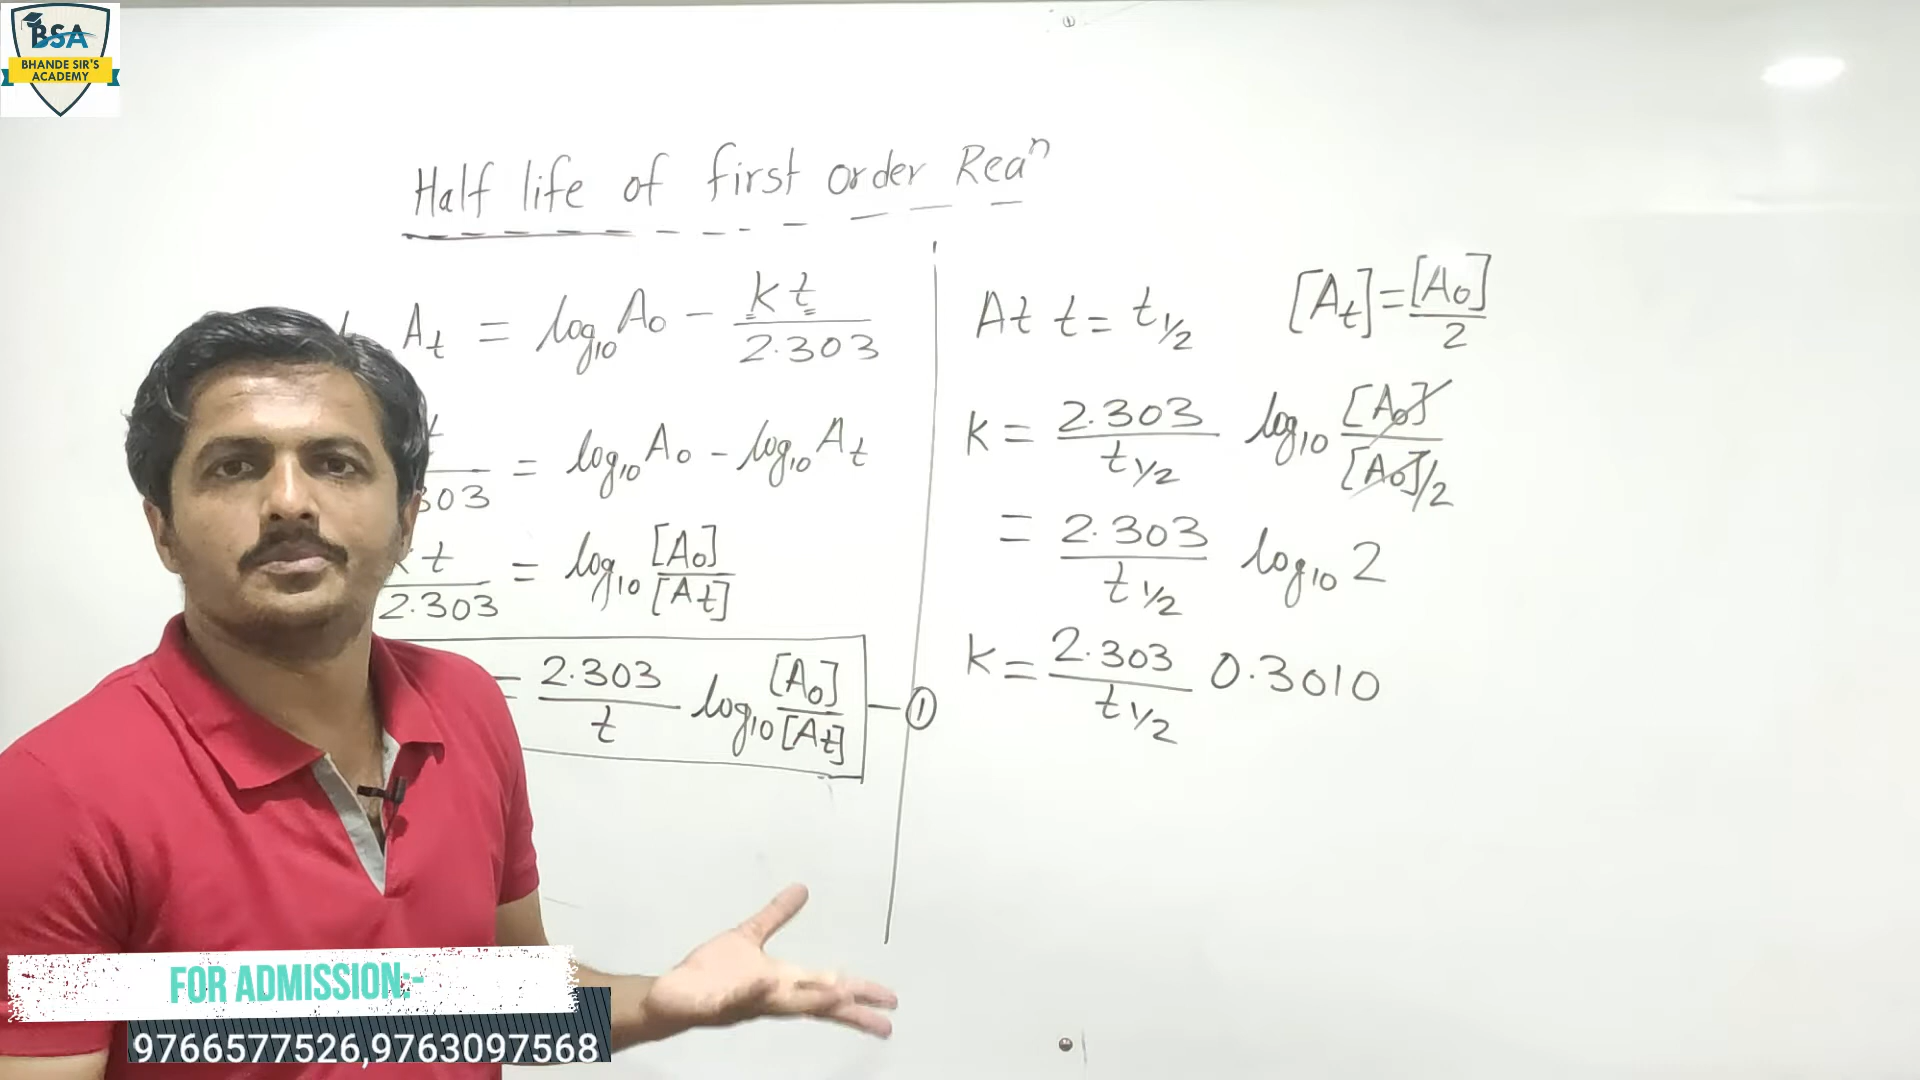 BSA
BHANDE SIR'S
ACADEMY
Half life of first order Reaⁿ
At = log₁₀ A₀ - kt/2.303
= log₁₀ A₀ - log₁₀ At
t/2.303 = log₁₀ [A₀]/[At]
= 2.303/t log₁₀ [A₀]/[At] — ①
At t = t1/2 [At] = [A₀]/2
k = 2.303/t1/2 log₁₀ [A₀]/[A₀]/2
= 2.303/t1/2 log₁₀ 2
k = 2.303/t1/2 0.3010
FOR ADMISSION:-
9766577526,9763097568